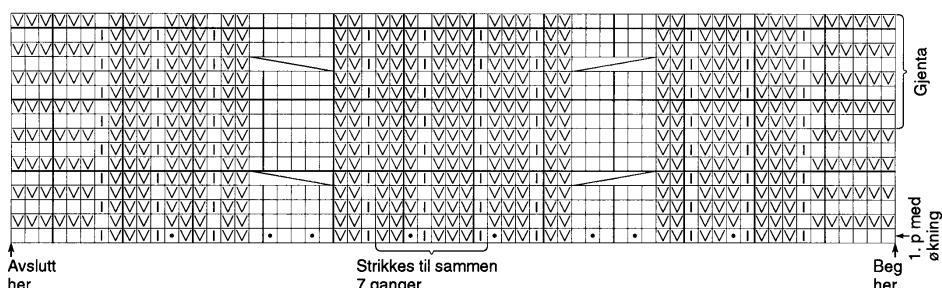 Gjenta
1. p med
økning
Avslutt
her
Strikkes til sammen
7 ganger
Beg
her